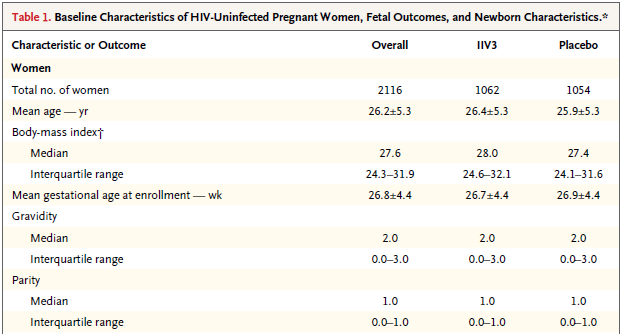 Table 1. Baseline Characteristics of HIV-Uninfected Pregnant Women, Fetal Outcomes, and Newborn Characteristics.*
Characteristic or Outcome Overall IIV3 Placebo
Women
Total no. of women 2116 1062 1054
Mean age — yr 26.2±5.3 26.4±5.3 25.9±5.3
Body-mass index†
Median 27.6 28.0 27.4
Interquartile range 24.3–31.9 24.6–32.1 24.1–31.6
Mean gestational age at enrollment — wk 26.8±4.4 26.7±4.4 26.9±4.4
Gravidity
Median 2.0 2.0 2.0
Interquartile range 0.0–3.0 0.0–3.0 0.0–3.0
Parity
Median 1.0 1.0 1.0
Interquartile range 0.0–1.0 0.0–1.0 0.0–1.0